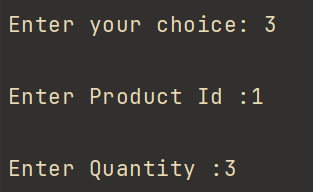 Enter your choice: 3
Enter Product Id :1
Enter Quantity :3